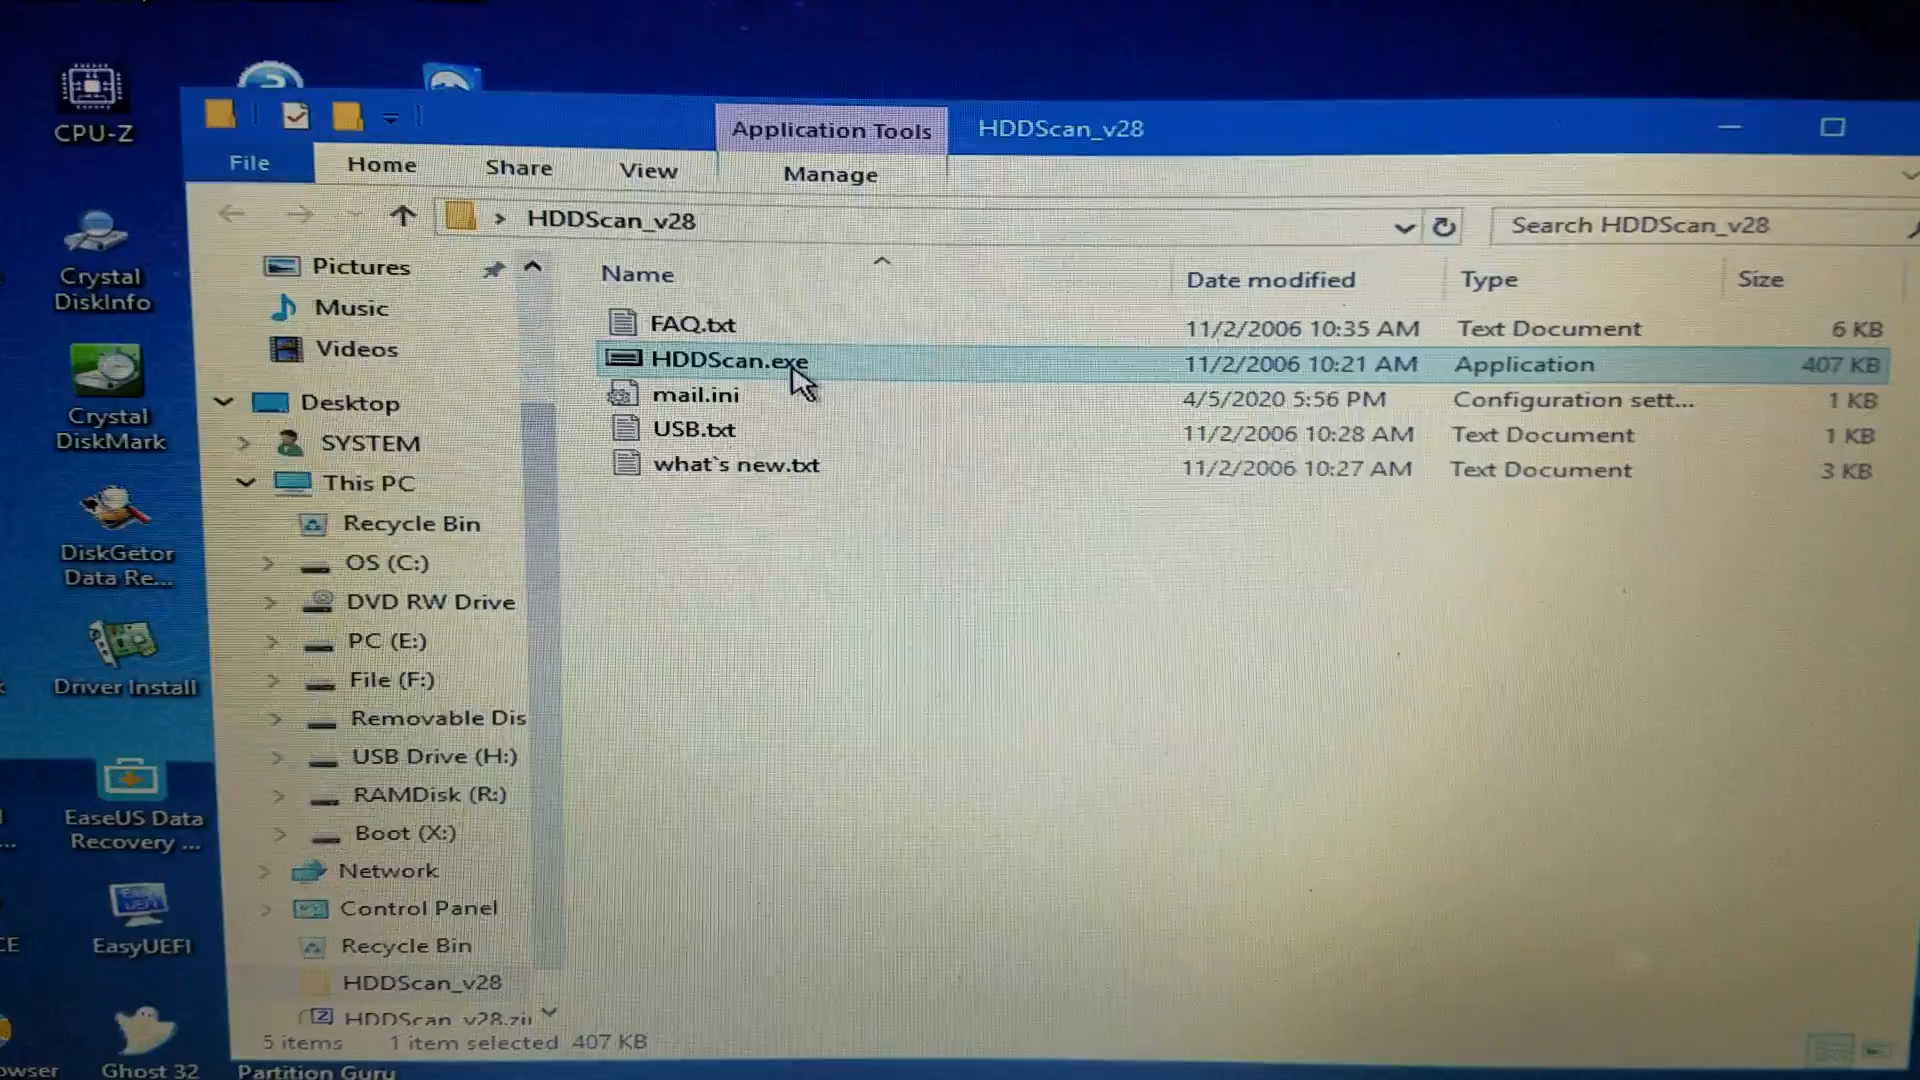 CPU-Z
Crystal
DiskInfo
Crystal
DiskMark
DiskGetor
Data Re...
Driver Install
EaseUS Data
Recovery ...
EasyUEFI
Ghost 32
Partition Guru
Application Tools
HDDScan_v28
File
Home
Share
View
Manage
HDDScan_v28
Search HDDScan_v28
Pictures
Music
Videos
Desktop
SYSTEM
This PC
Recycle Bin
OS (C:)
DVD RW Drive
PC (E:)
File (F:)
Removable Dis
USB Drive (H:)
RAMDisk (R:)
Boot (X:)
Network
Control Panel
Recycle Bin
HDDScan_v28
HDDScan_v28.zip
Name Date modified Type Size
FAQ.txt 11/2/2006 10:35 AM Text Document 6 KB
HDDScan.exe 11/2/2006 10:21 AM Application 407 KB
mail.ini 4/5/2020 5:56 PM Configuration sett... 1 KB
USB.txt 11/2/2006 10:28 AM Text Document 1 KB
what`s new.txt 11/2/2006 10:27 AM Text Document 3 KB
5 items 1 item selected 407 KB